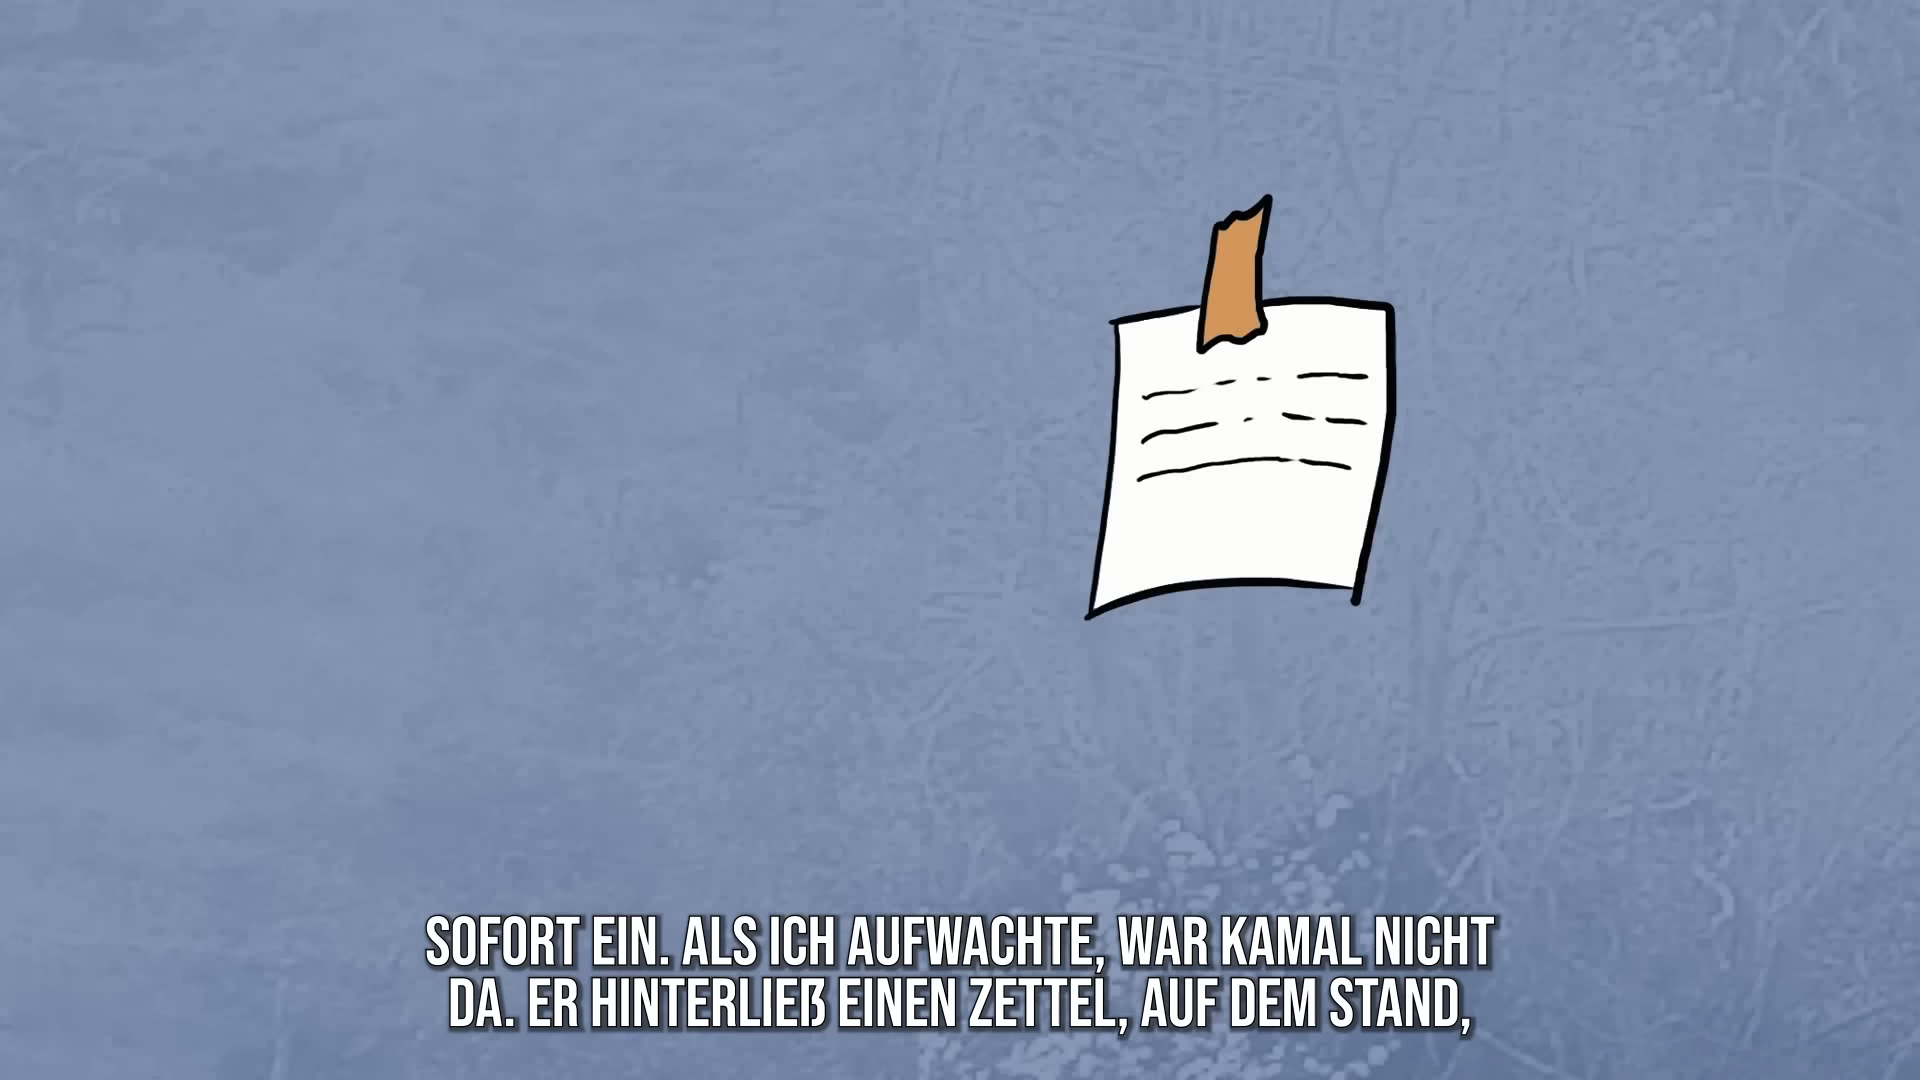 SOFORT EIN. ALS ICH AUFWACHTE, WAR KAMAL NICHT
DA. ER HINTERLIEß EINEN ZETTEL, AUF DEM STAND,